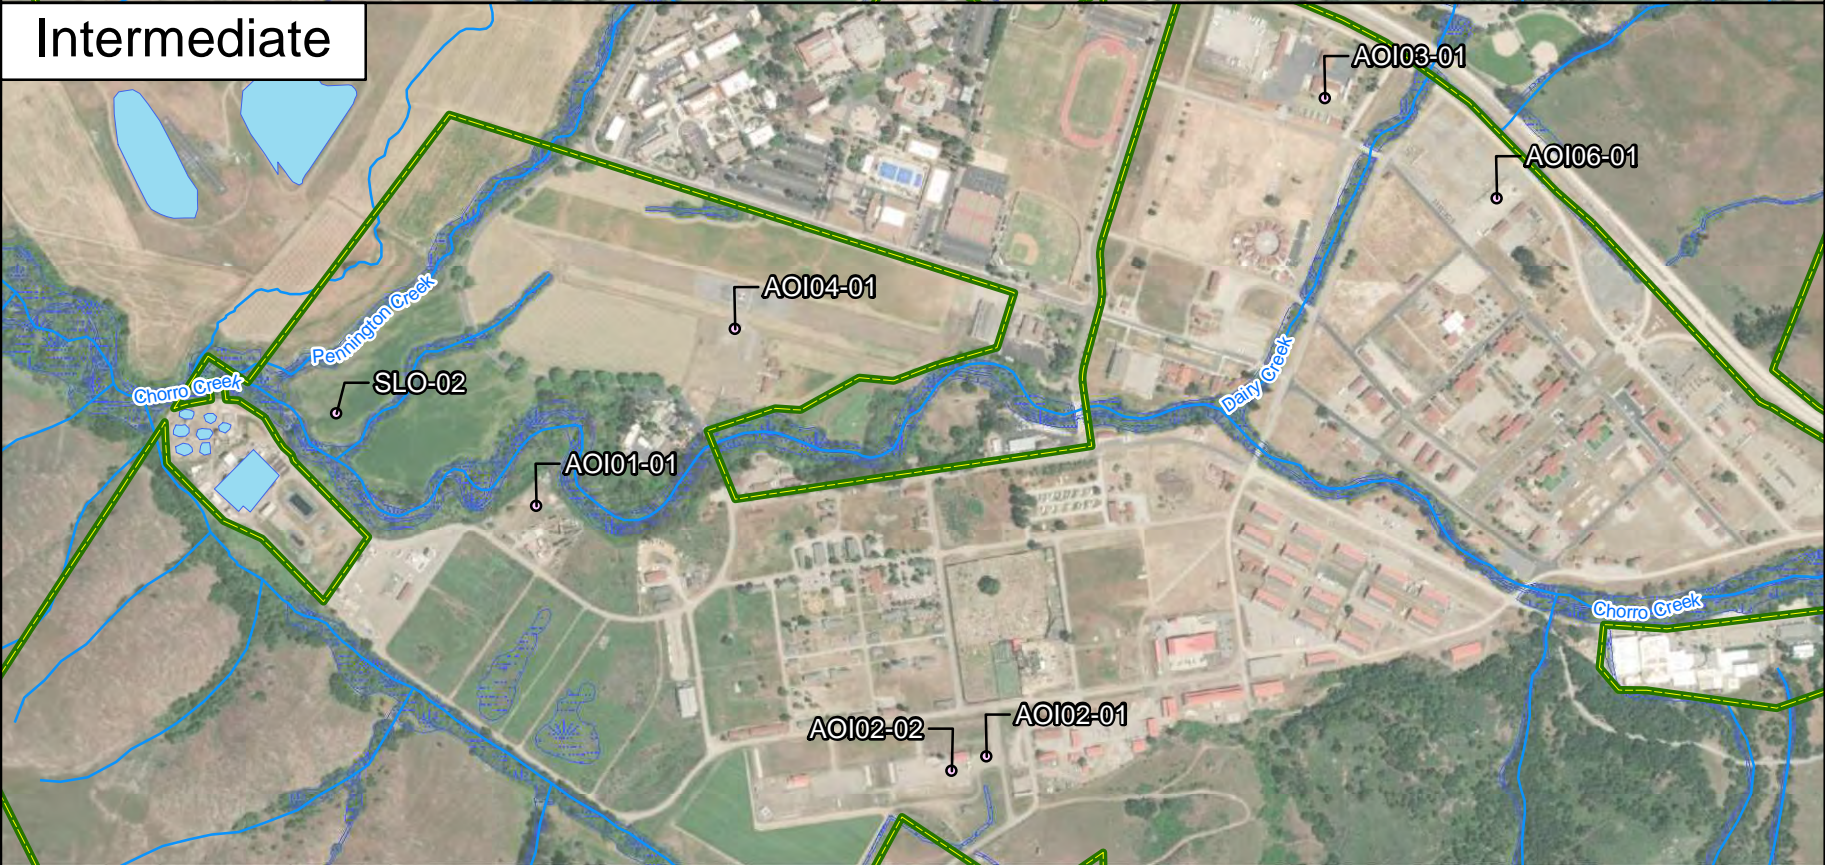 Intermediate
AOI03-01
AOI06-01
AOI04-01
Pennington Creek
Chorro Creek
SLO-02
Dairy Creek
AOI01-01
Chorro Creek
AOI02-02
AOI02-01